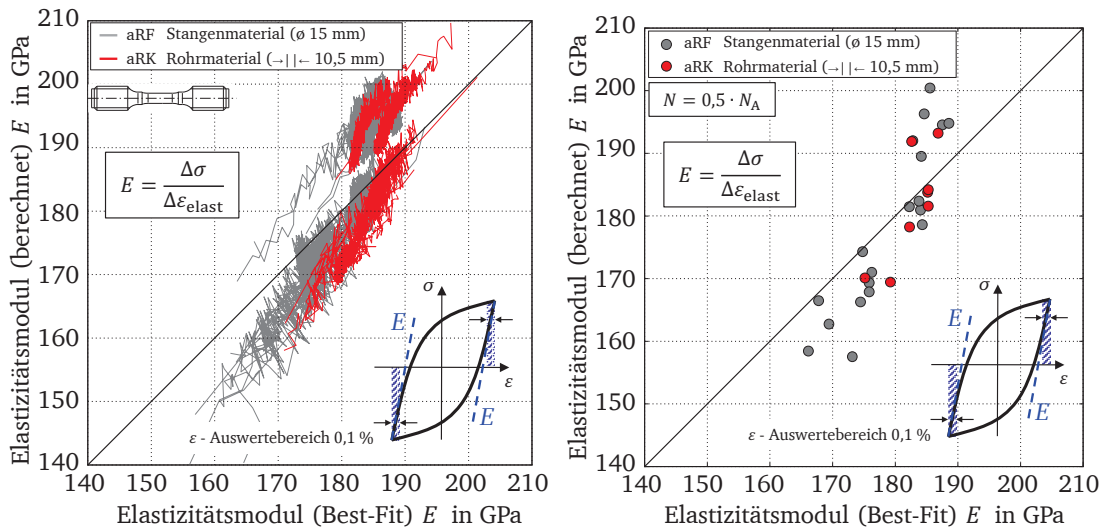 210
200
190
180
170
160
150
140
Elastizitätsmodul (berechnet) E in GPa
aRF Stangenmaterial (ø 15 mm)
aRK Rohrmaterial (→||← 10,5 mm)
E = Δσ / Δεelast
σ
E
ε
E
ε - Auswertebereich 0,1 %
140 150 160 170 180 190 200 210
Elastizitätsmodul (Best-Fit) E in GPa
210
200
190
180
170
160
150
140
Elastizitätsmodul (berechnet) E in GPa
aRF Stangenmaterial (ø 15 mm)
aRK Rohrmaterial (→||← 10,5 mm)
N = 0,5 · NA
E = Δσ / Δεelast
σ
E
ε
E
ε - Auswertebereich 0,1 %
140 150 160 170 180 190 200 210
Elastizitätsmodul (Best-Fit) E in GPa